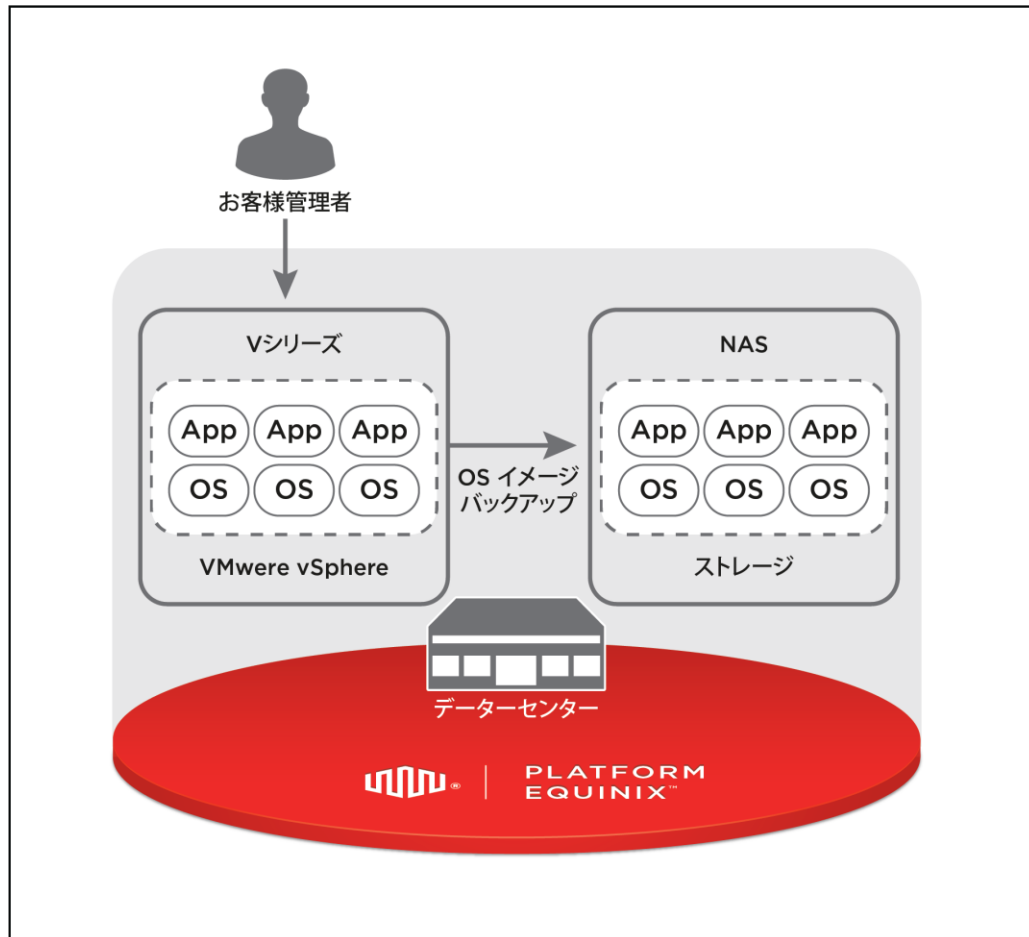 お客様管理者
Vシリーズ
App App App
OS OS OS
VMwere vSphere
OS イメージ
バックアップ
NAS
App App App
OS OS OS
ストレージ
データーセンター
® | PLATFORM
EQUINIX™